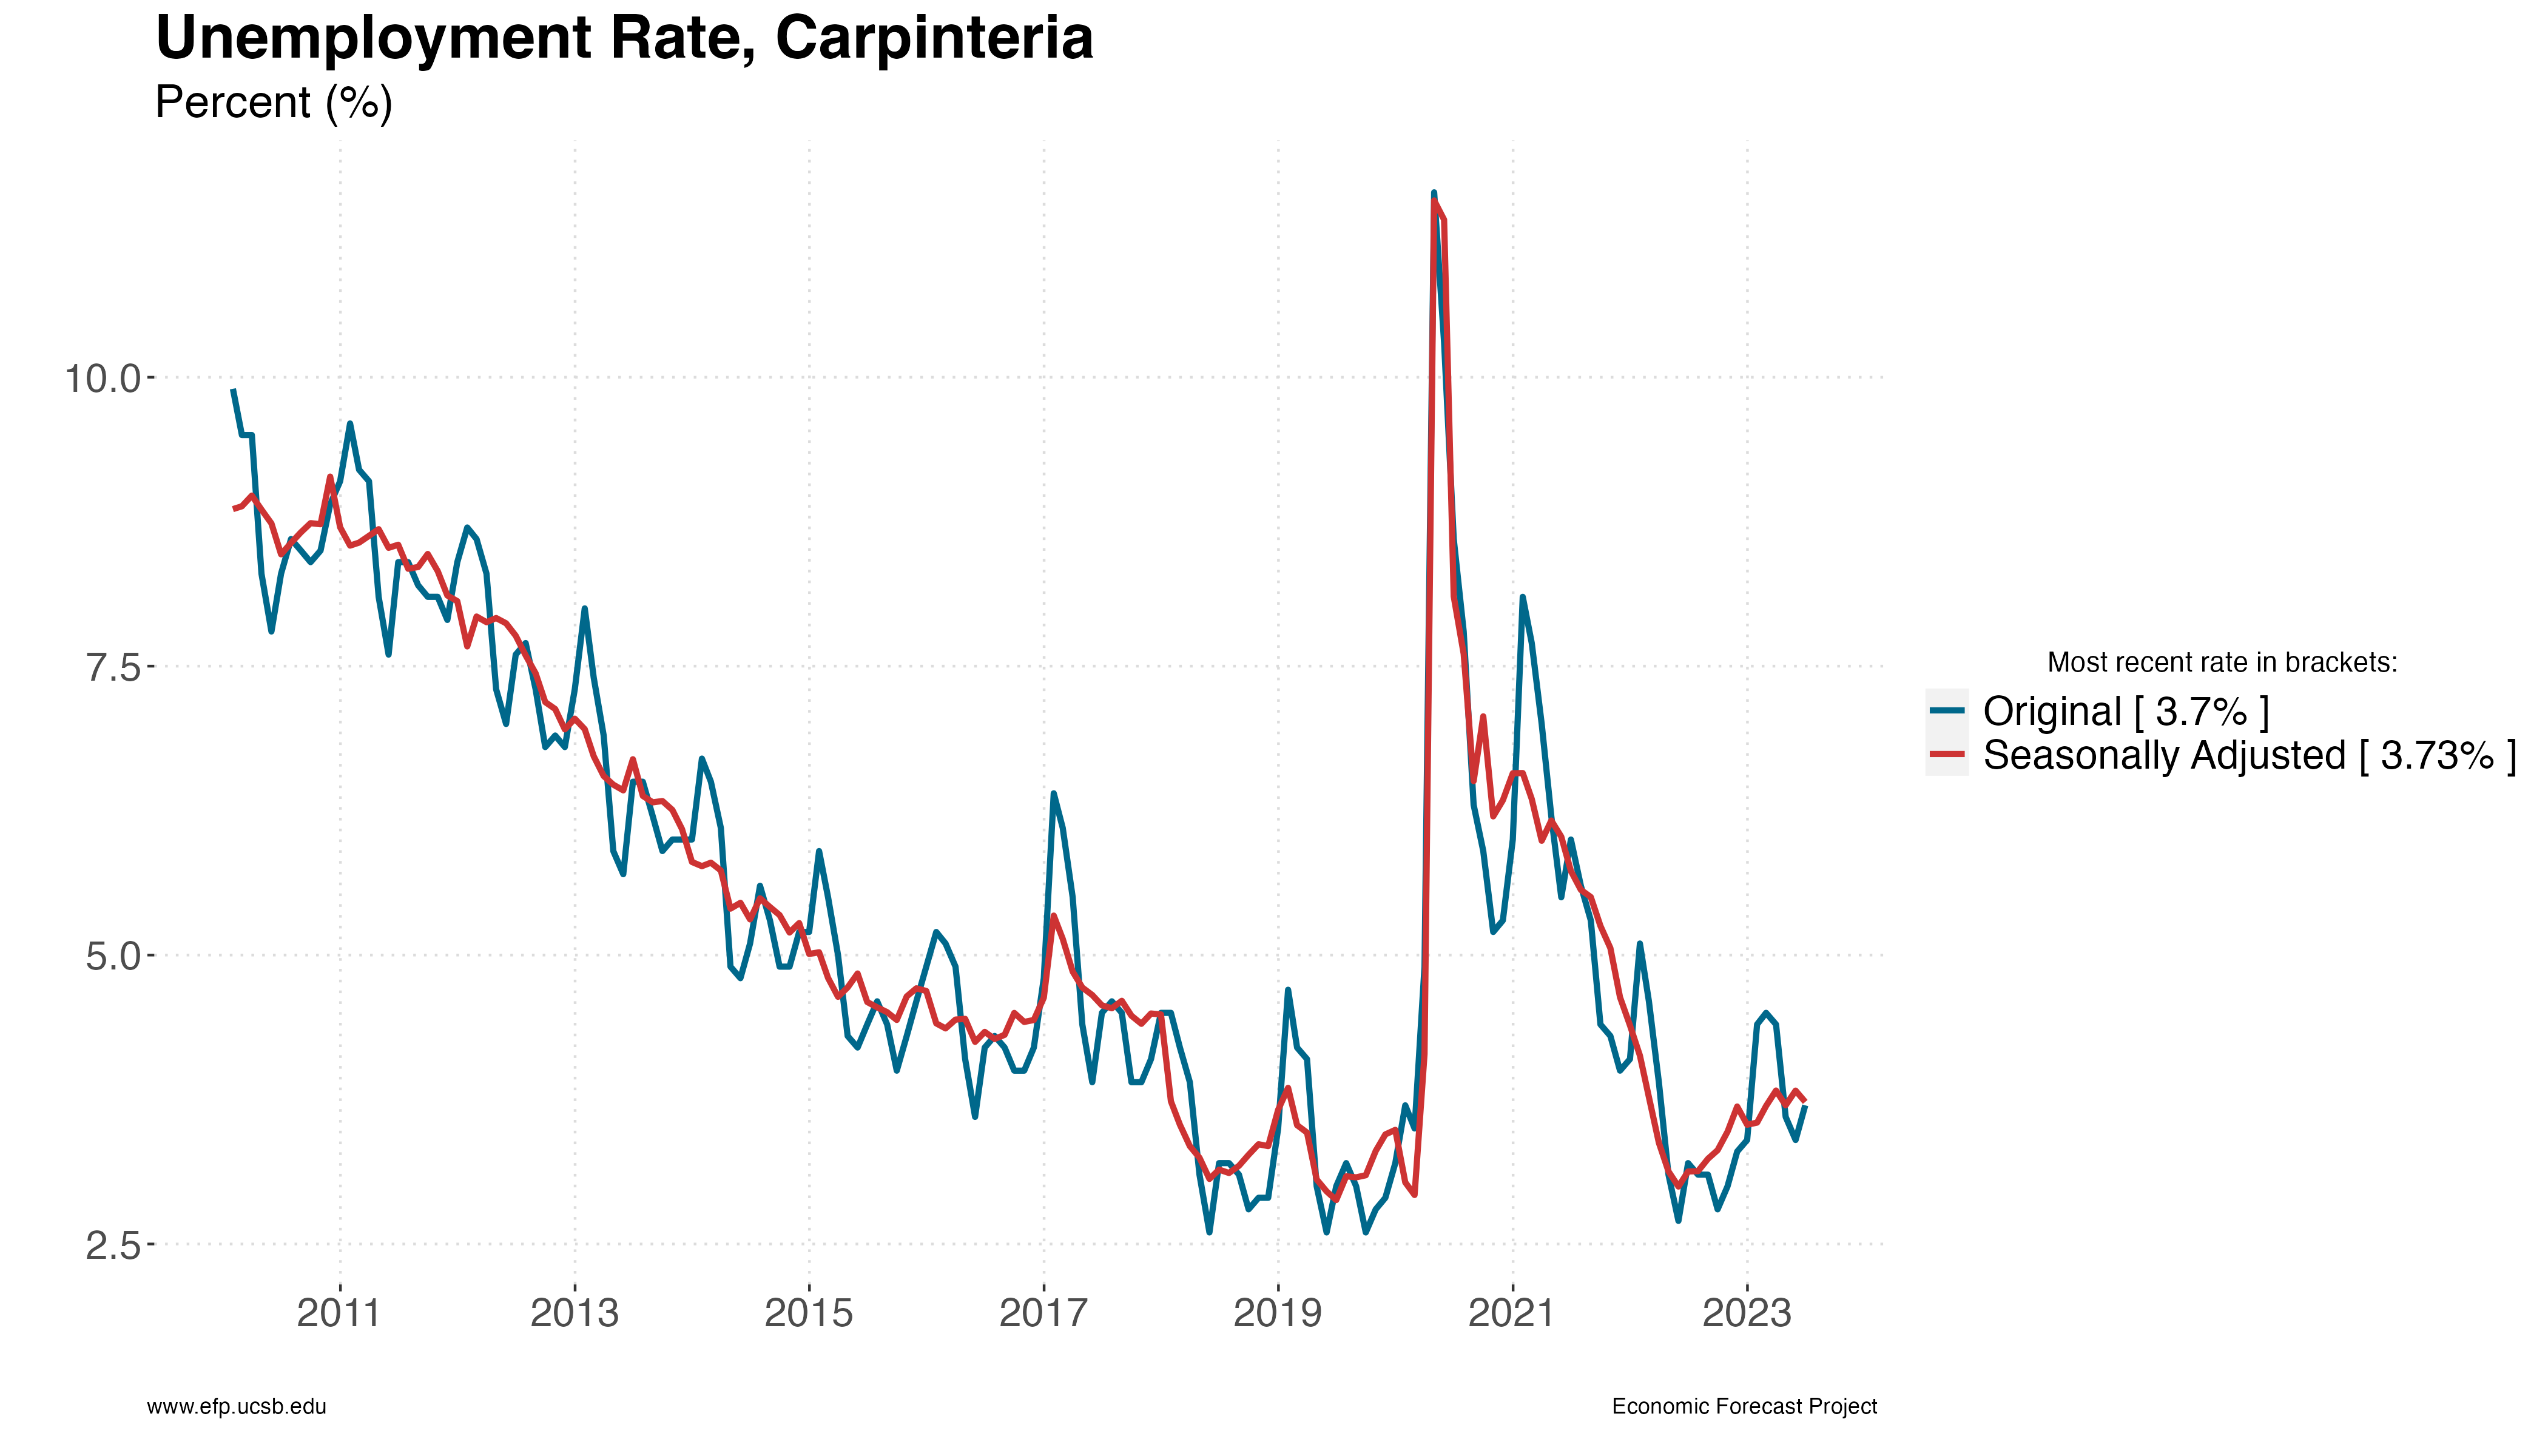 Unemployment Rate, Carpinteria
Percent (%)
10.0
7.5
5.0
2.5
2011 2013 2015 2017 2019 2021 2023
Most recent rate in brackets:
Original [ 3.7% ]
Seasonally Adjusted [ 3.73% ]
www.efp.ucsb.edu
Economic Forecast Project